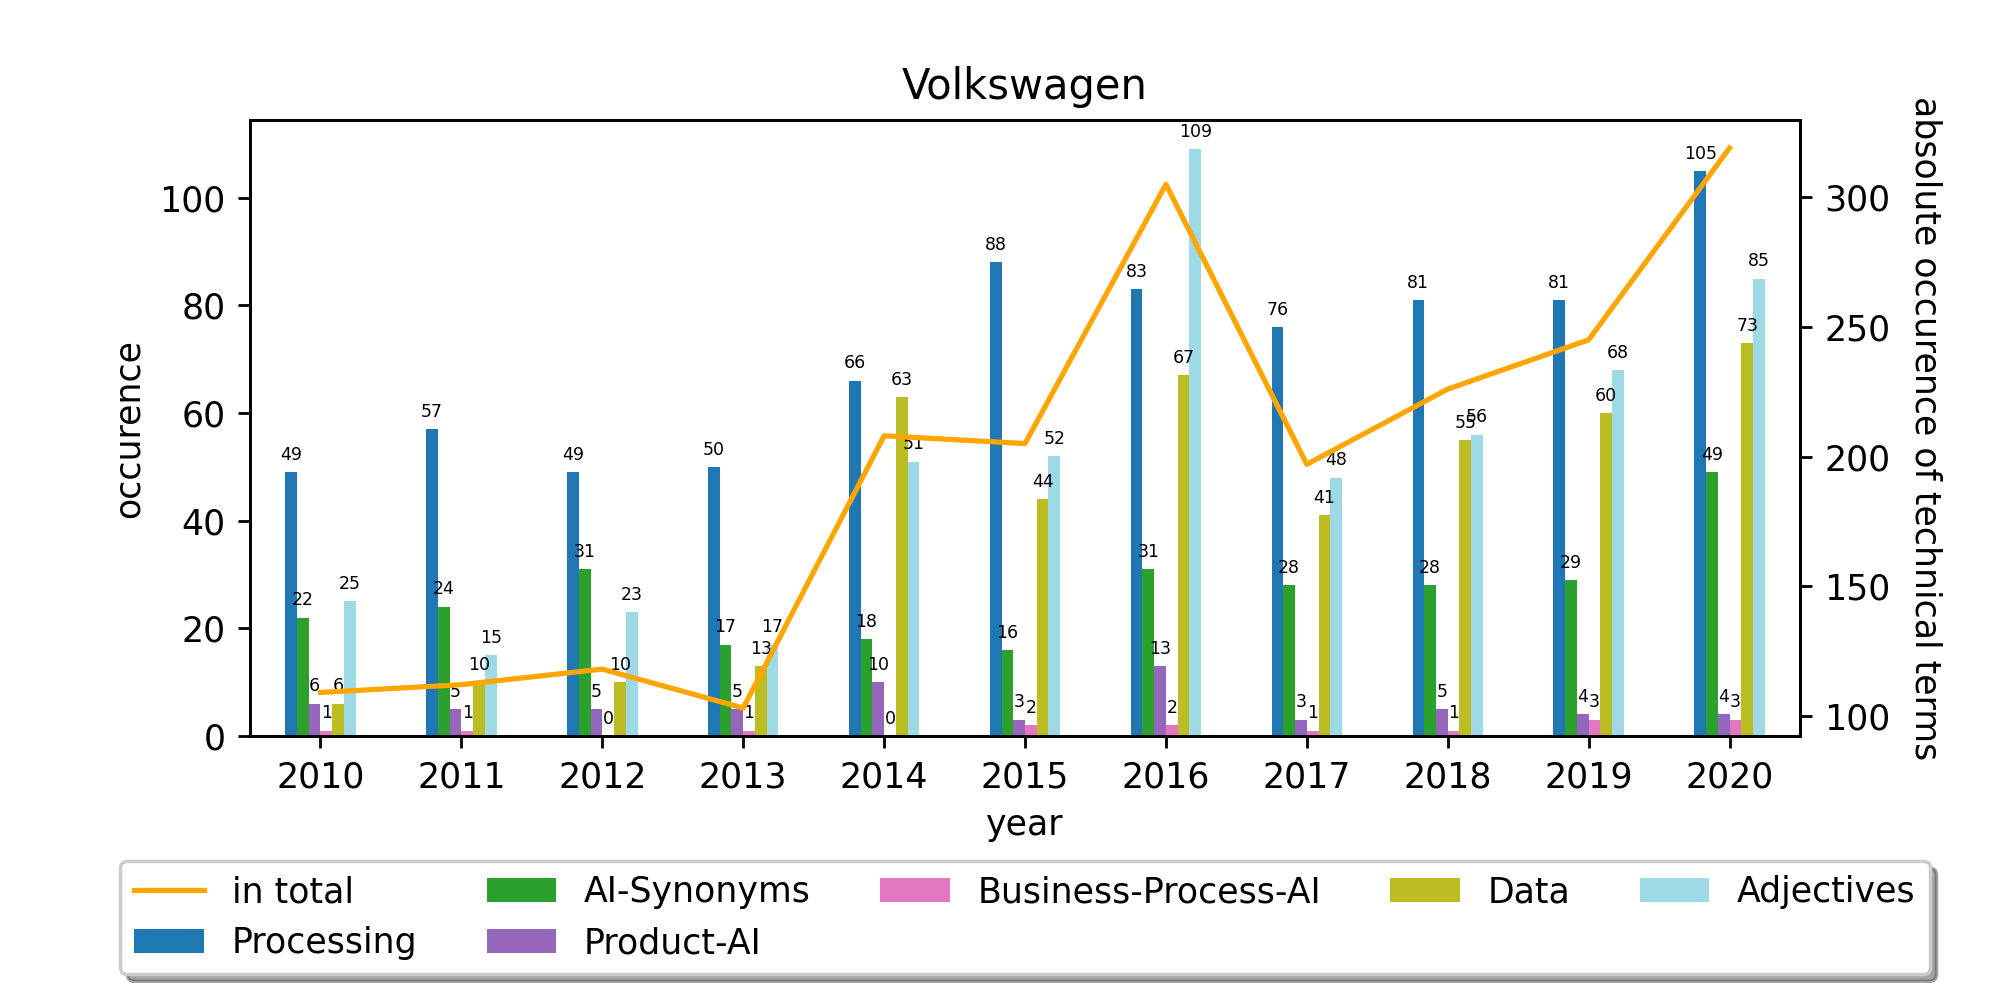 Volkswagen
occurence
absolute occurence of technical terms
100
80
60
40
20
0
300
250
200
150
100
49 22 6 1 6 25
57 24 5 1 10 15
49 31 5 0 10 23
50 17 5 1 13 17
66 18 10 0 63 51
88 16 3 2 44 52
83 31 13 2 67 109
76 28 3 1 41 48
81 28 5 1 55 56
81 29 4 3 60 68
105 49 4 3 73 85
2010 2011 2012 2013 2014 2015 2016 2017 2018 2019 2020
year
in total AI-Synonyms Business-Process-AI Data Adjectives
Processing Product-AI